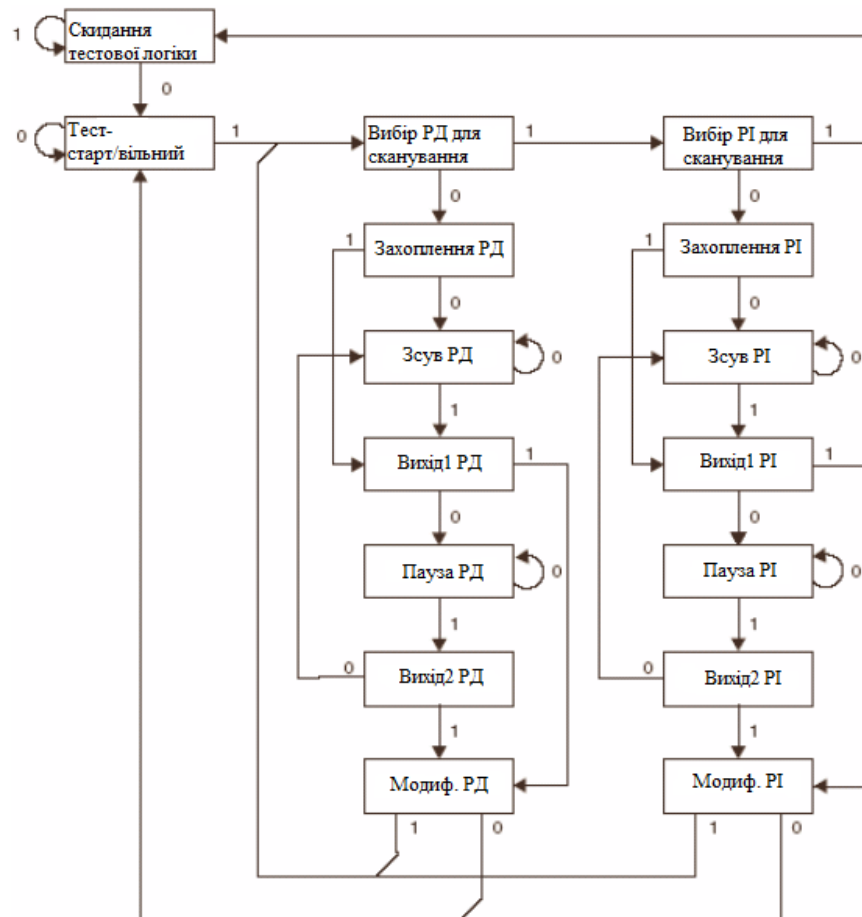 1
Скидання
тестової логіки
0
0
Тест-
старт/вільний
1
Вибір РД для
сканування
1
Вибір РІ для
сканування
1
0
0
1
Захоплення РД
1
Захоплення РІ
0
0
Зсув РД
0
Зсув РІ
0
1
1
Вихід1 РД
1
Вихід1 РІ
1
0
0
Пауза РД
0
Пауза РІ
0
1
1
0
Вихід2 РД
0
Вихід2 РІ
1
1
Модиф. РД
Модиф. РІ
1
0
1
0